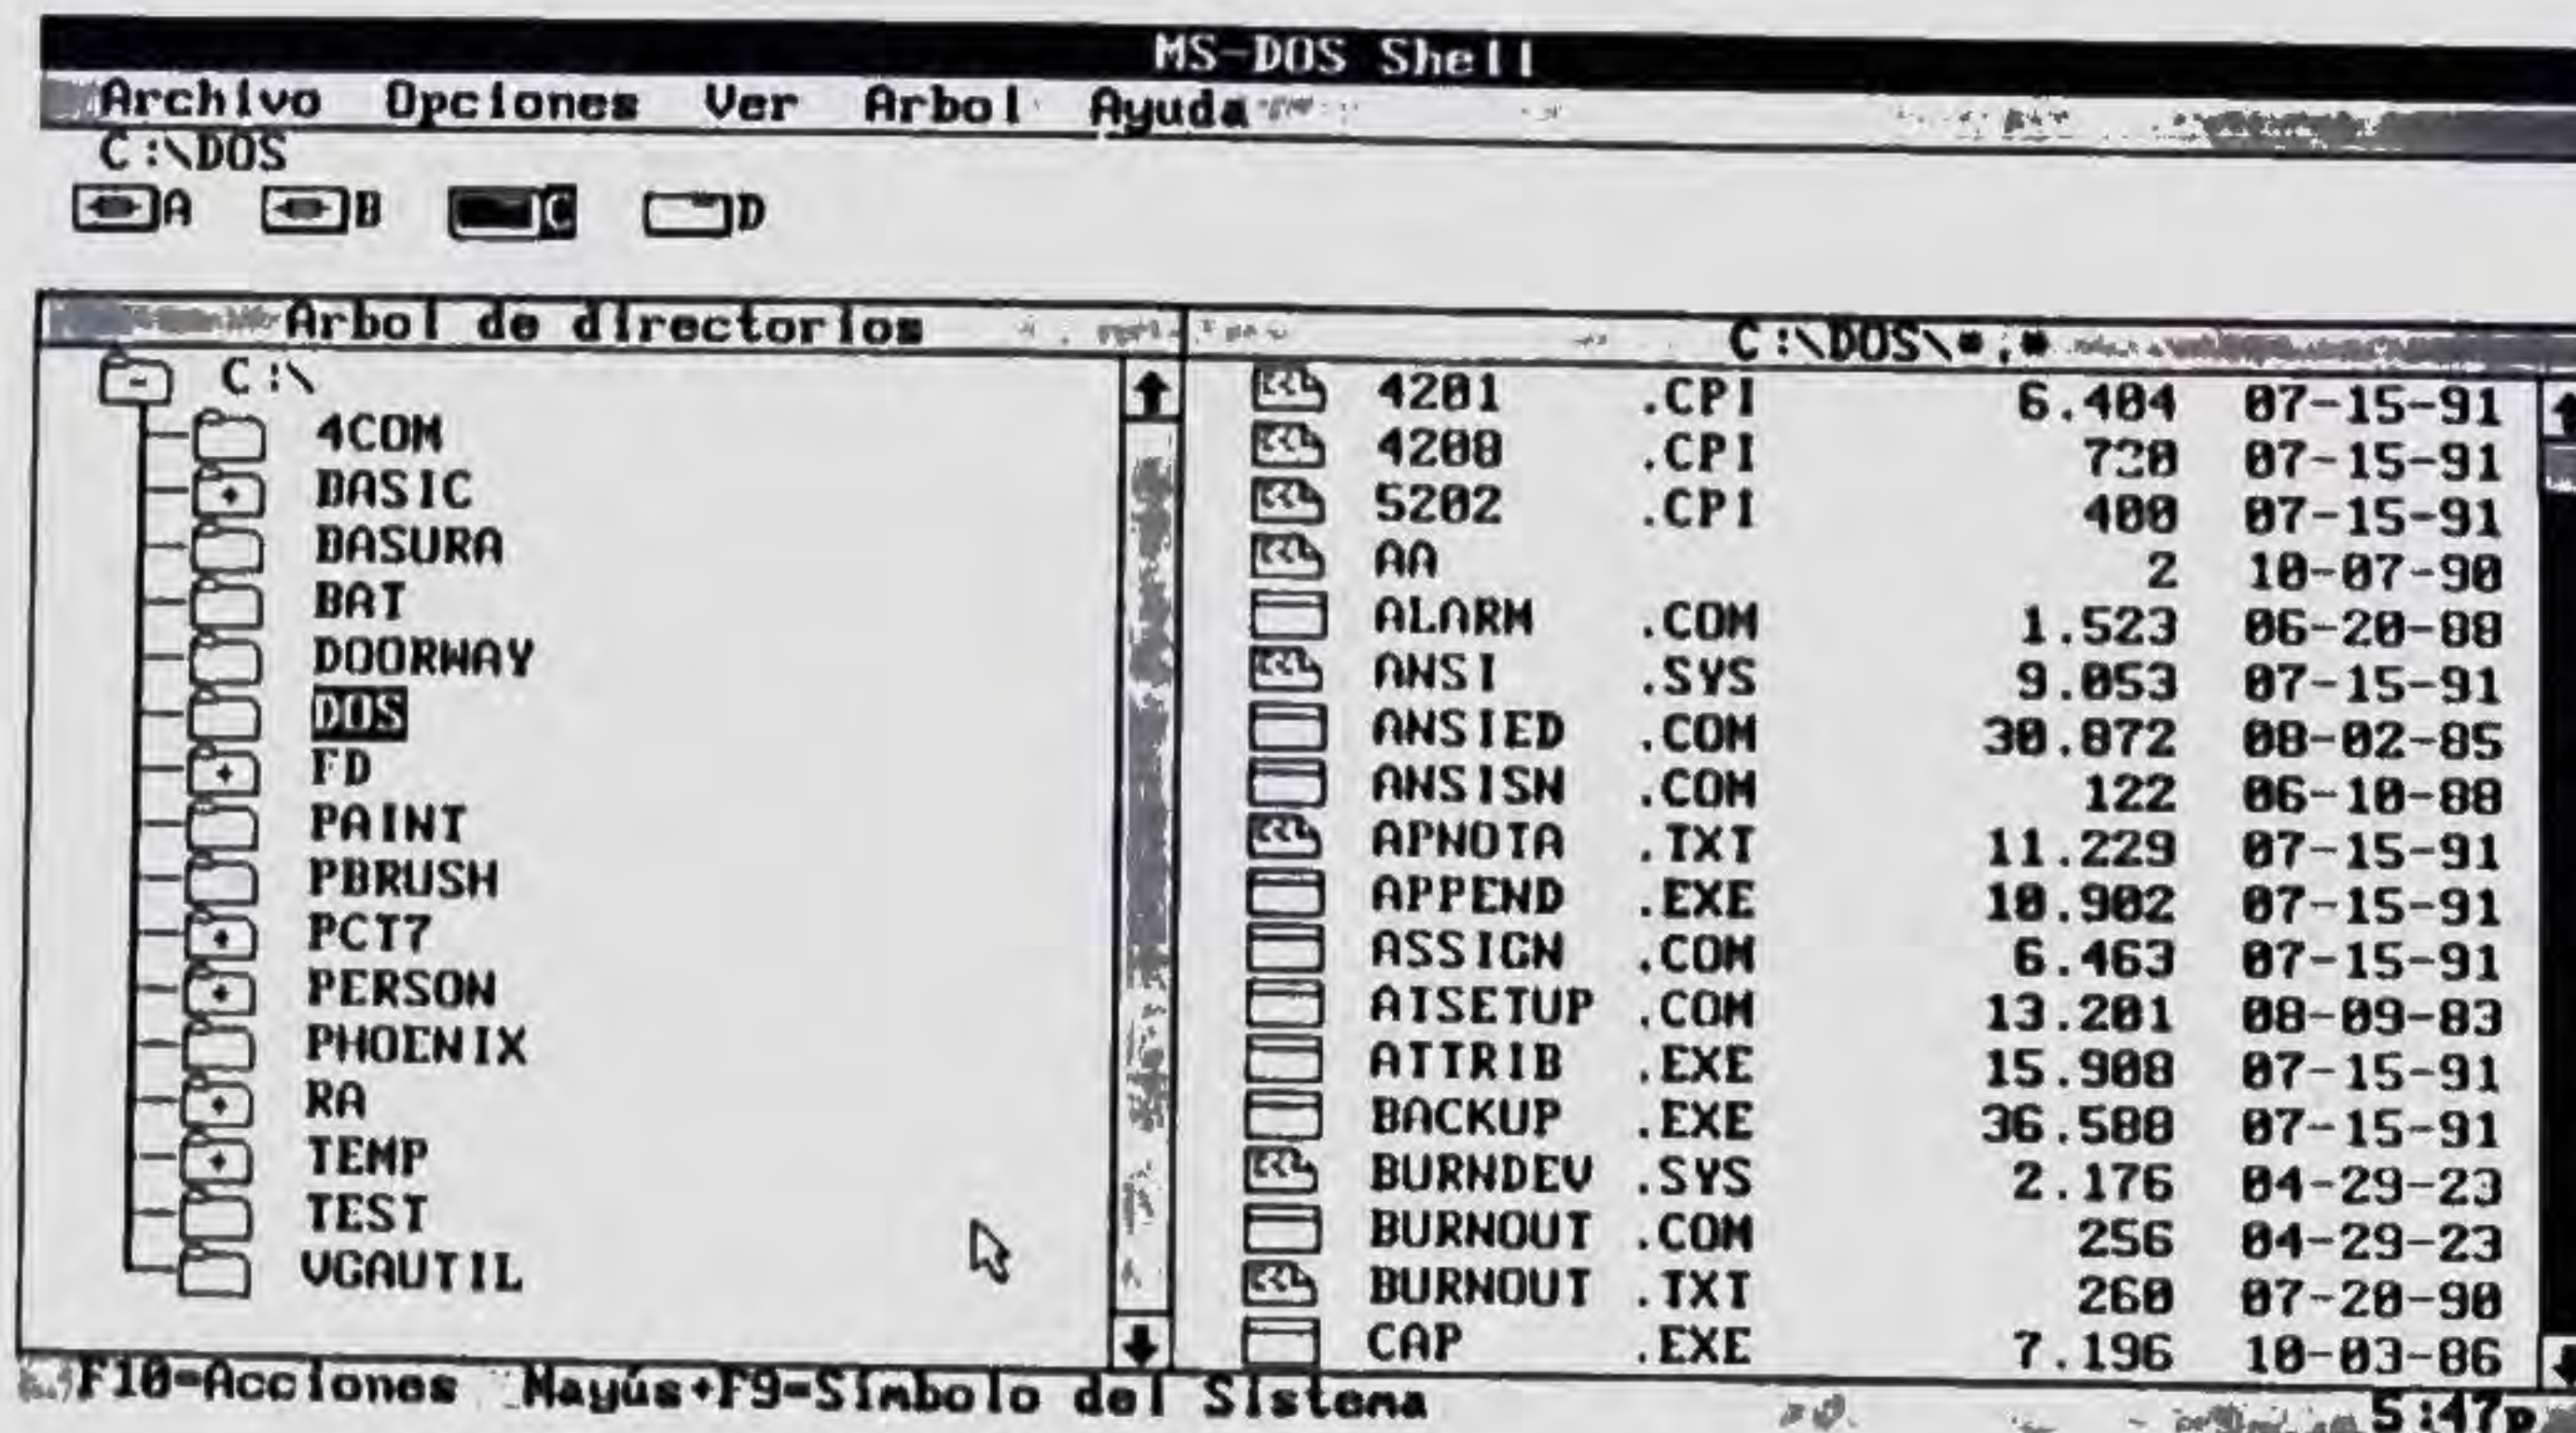 MS-DOS Shell
Archivo Opciones Ver Arbol Ayuda
C:\DOS
A B C D
Arbol de directorios
C:\
4COM
BASIC
BASURA
BAT
DOORWAY
DOS
FD
PAINT
PBRUSH
PCT7
PERSON
PHOENIX
RA
TEMP
TEST
VGAUTIL
C:\DOS\*.*
4201 .CPI 6.404 07-15-91
4208 .CPI 720 07-15-91
5202 .CPI 400 07-15-91
AA 2 10-07-90
ALARM .COM 1.523 06-20-88
ANSI .SYS 9.053 07-15-91
ANSIED .COM 30.872 08-02-85
ANSISN .COM 122 06-10-88
APNOTA .TXT 11.229 07-15-91
APPEND .EXE 10.902 07-15-91
ASSIGN .COM 6.463 07-15-91
ATSETUP .COM 13.201 08-09-83
ATTRIB .EXE 15.908 07-15-91
BACKUP .EXE 36.580 07-15-91
BURNDEV .SYS 2.176 04-29-23
BURNOUT .COM 256 04-29-23
BURNOUT .TXT 260 07-20-90
CAP .EXE 7.196 10-03-86
F10=Acciones Mayús+F9=Símbolo del Sistema
5:47p